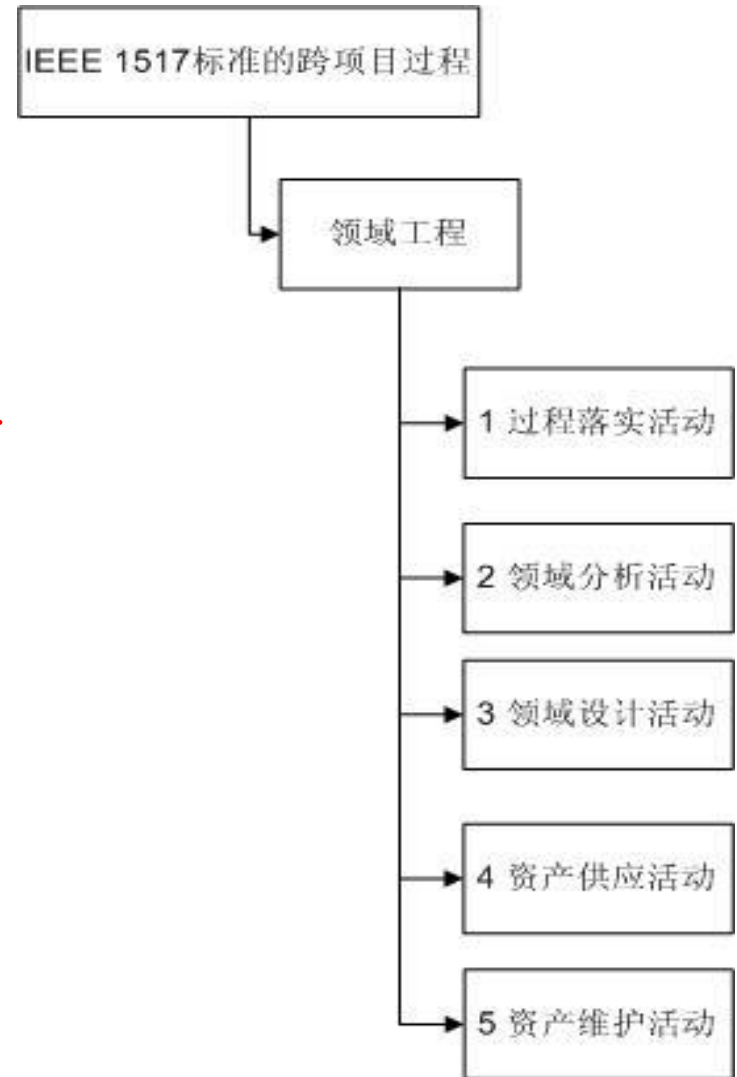 IEEE 1517标准的跨项目过程
领域工程
1 过程落实活动
2 领域分析活动
3 领域设计活动
4 资产供应活动
5 资产维护活动